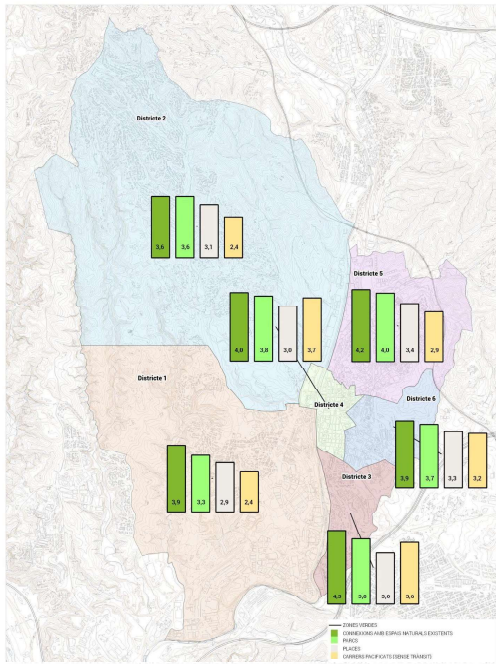 Districte 2
3,6 3,6 3,1 2,4
Districte 5
4,0 3,8 3,0 3,7
4,2 4,0 3,4 2,9
Districte 1
Districte 4
Districte 6
3,9 3,3 2,9 2,4
3,9 3,7 3,3 3,2
Districte 3
ZONES VERDES
CONNEXIONS AMB ESPAIS NATURALS EXISTENTS
PARCS
PLACES
CARRERS PACIFICATS (SENSE TRÀNSIT)